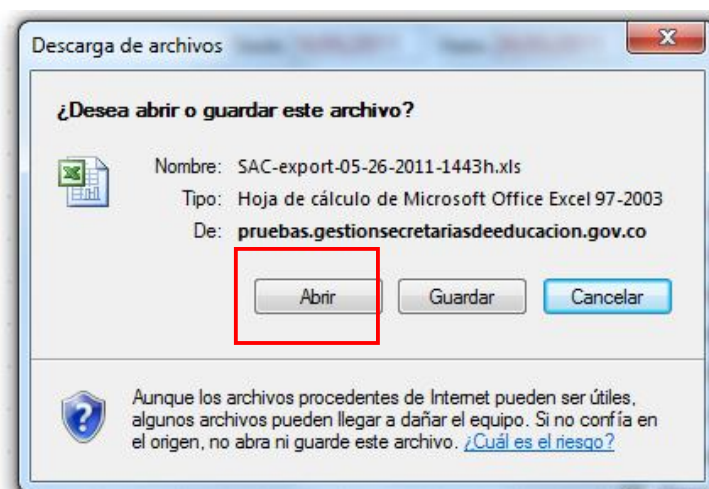 Descarga de archivos
¿Desea abrir o guardar este archivo?
Nombre: SAC-export-05-26-2011-1443h.xls
Tipo: Hoja de cálculo de Microsoft Office Excel 97-2003
De: pruebas.gestionsecretariasdeeducacion.gov.co
Abrir Guardar Cancelar
Aunque los archivos procedentes de Internet pueden ser útiles,
algunos archivos pueden llegar a dañar el equipo. Si no confía en
el origen, no abra ni guarde este archivo. ¿Cuál es el riesgo?